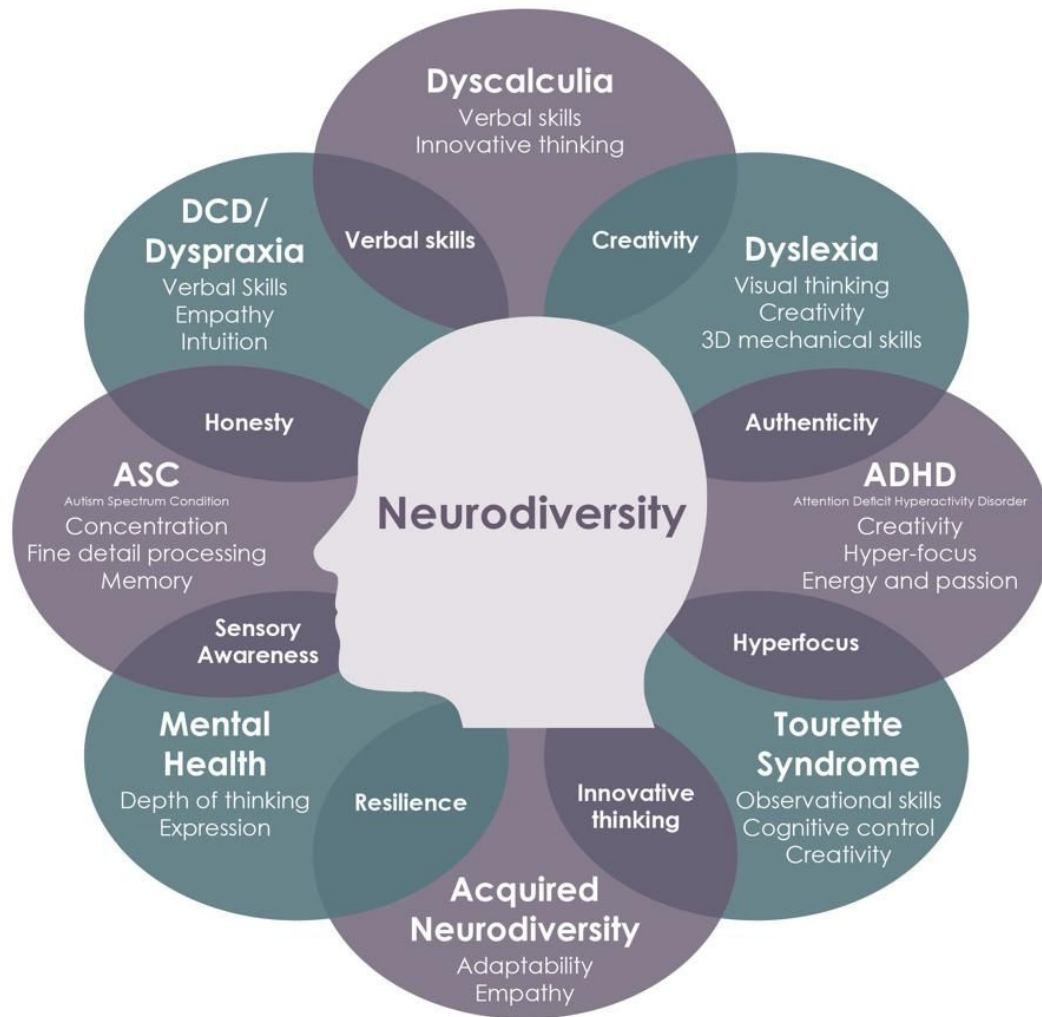 Dyscalculia
Verbal skills
Innovative thinking
Verbal skills
Creativity
DCD/
Dyspraxia
Verbal Skills
Empathy
Intuition
Dyslexia
Visual thinking
Creativity
3D mechanical skills
Honesty
Authenticity
ASC
Autism Spectrum Condition
Concentration
Fine detail processing
Memory
Neurodiversity
ADHD
Attention Deficit Hyperactivity Disorder
Creativity
Hyper-focus
Energy and passion
Sensory
Awareness
Hyperfocus
Mental
Health
Depth of thinking
Expression
Resilience
Innovative
thinking
Tourette
Syndrome
Observational skills
Cognitive control
Creativity
Acquired
Neurodiversity
Adaptability
Empathy